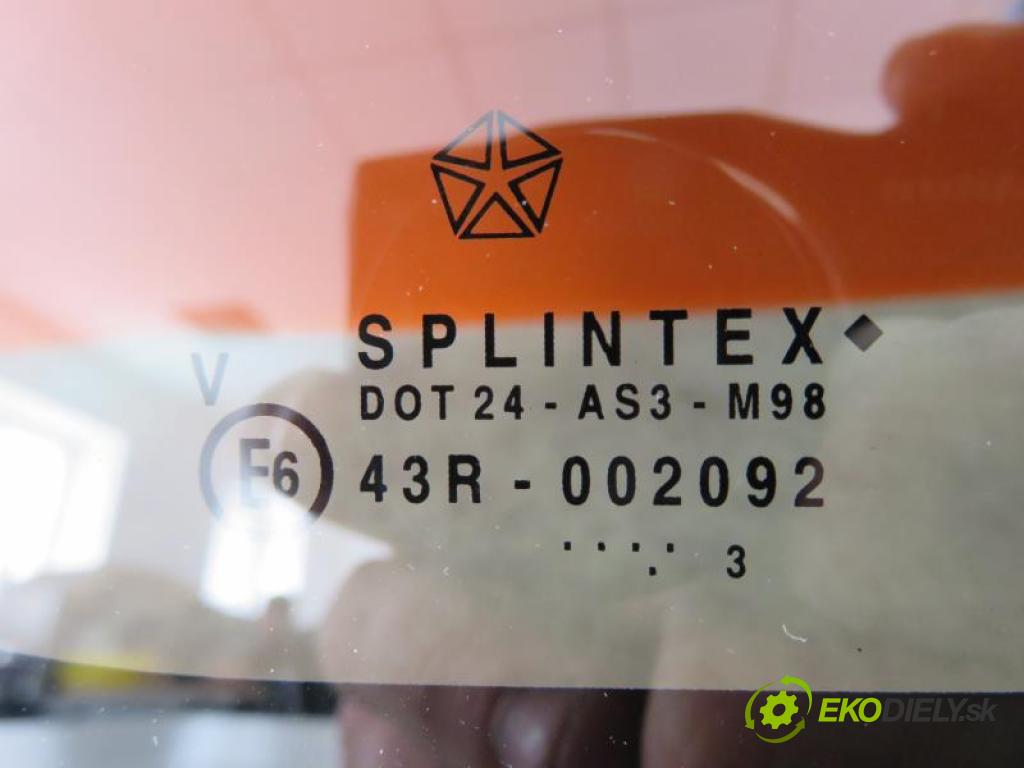 SPLINTEX
V
DOT 24 - AS3 - M98
E6
43R - 002092
3
EKODIELY.sk